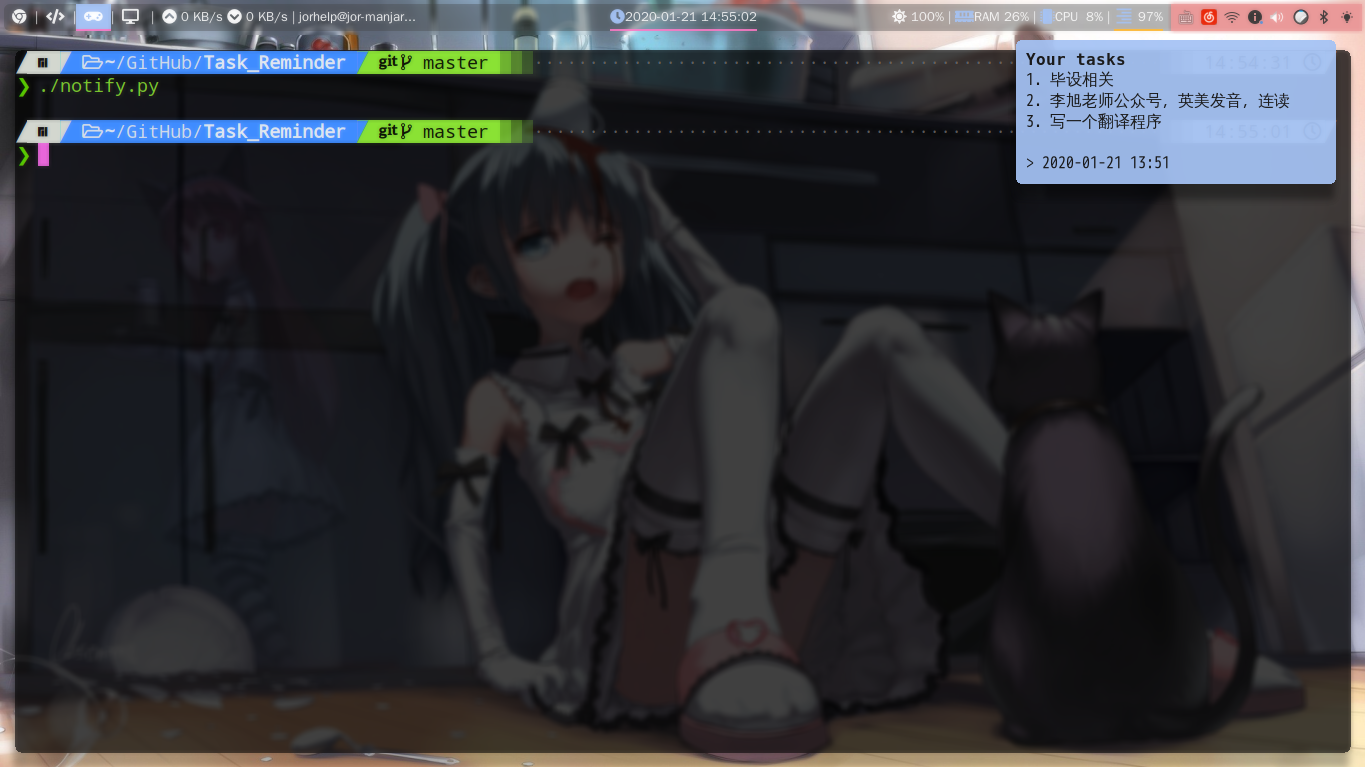 0 KB/s 0 KB/s | jorhelp@jor-manjar...
2020-01-21 14:55:02
100% | RAM 26% | CPU 8% | 97%
~/GitHub/Task_Reminder git master 14:54:31
❯ ./notify.py
~/GitHub/Task_Reminder git master 14:55:01
❯
Your tasks
1. 毕设相关
2. 李旭老师公众号, 英美发音, 连读
3. 写一个翻译程序
> 2020-01-21 13:51